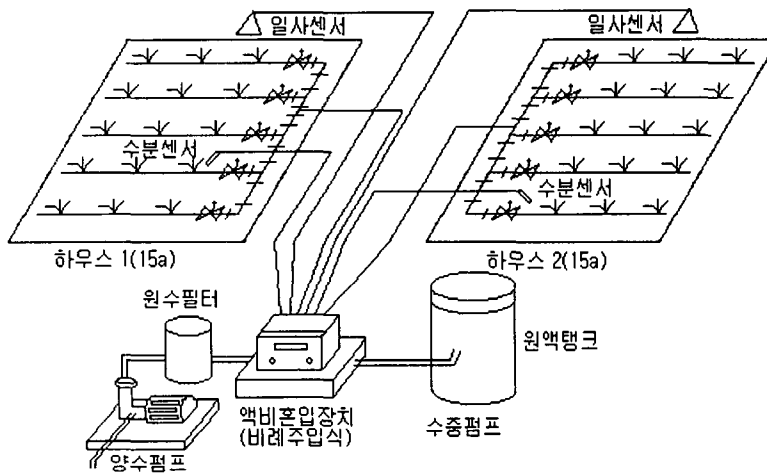 일사센서
일사센서
수분센서
수분센서
하우스 1(15a)
하우스 2(15a)
원수필터
원액탱크
액비혼입장치
(비례주입식)
수중펌프
양수펌프